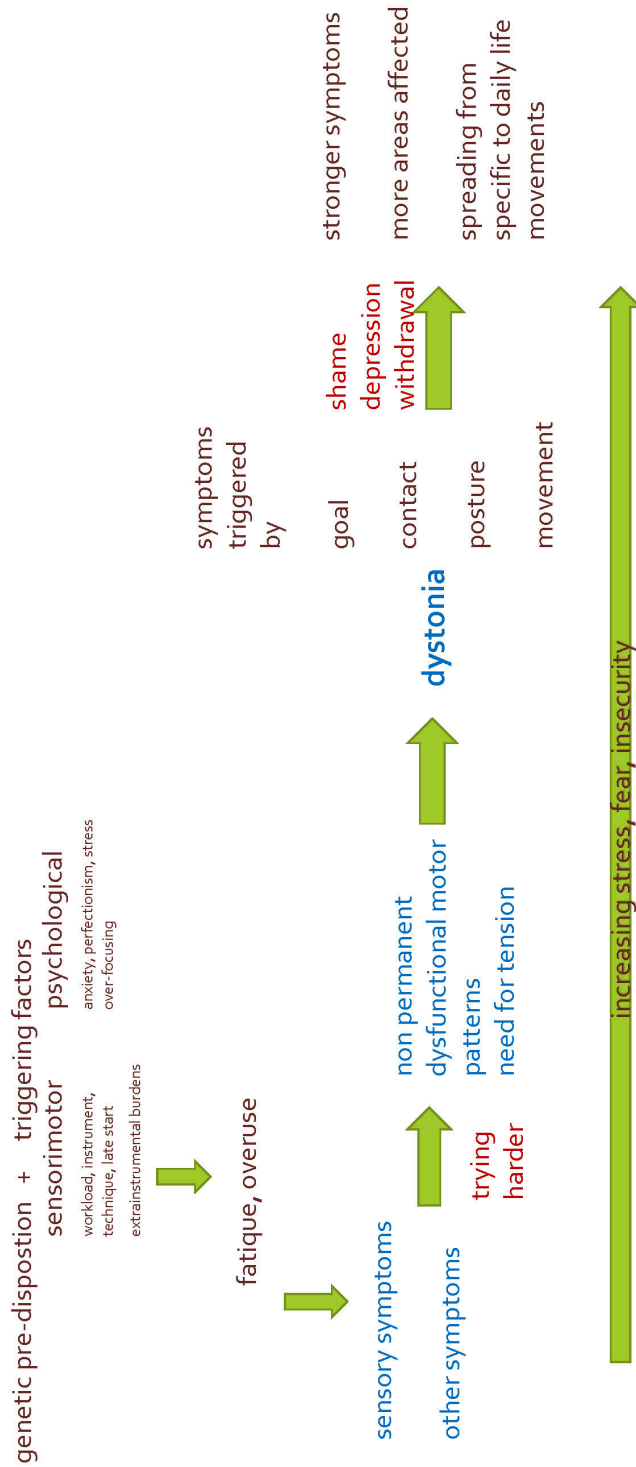 genetic pre-dispostion + triggering factors
sensorimotor
workload, instrument,
technique, late start
extrainstrumental burdens
psychological
anxiety, perfectionism, stress
over-focusing
fatique, overuse
sensory symptoms
other symptoms
trying
harder
non permanent
dysfunctional motor
patterns
need for tension
dystonia
symptoms
triggered
by
goal
contact
posture
movement
shame
depression
withdrawal
stronger symptoms
more areas affected
spreading from
specific to daily life
movements
increasing stress, fear, insecurity